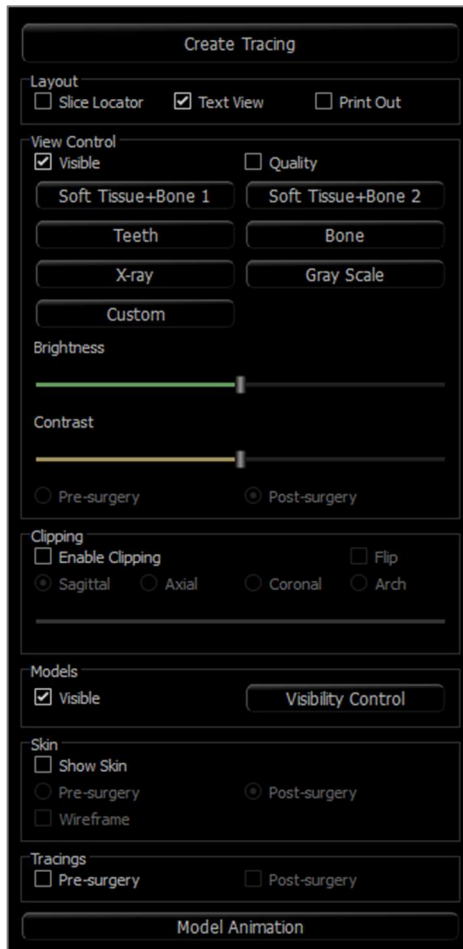 Create Tracing
Layout
Slice Locator Text View Print Out
View Control
Visible Quality
Soft Tissue+Bone 1 Soft Tissue+Bone 2
Teeth Bone
X-ray Gray Scale
Custom
Brightness
Contrast
Pre-surgery Post-surgery
Clipping
Enable Clipping Flip
Sagittal Axial Coronal Arch
Models
Visible Visibility Control
Skin
Show Skin
Pre-surgery Post-surgery
Wireframe
Tracings
Pre-surgery Post-surgery
Model Animation